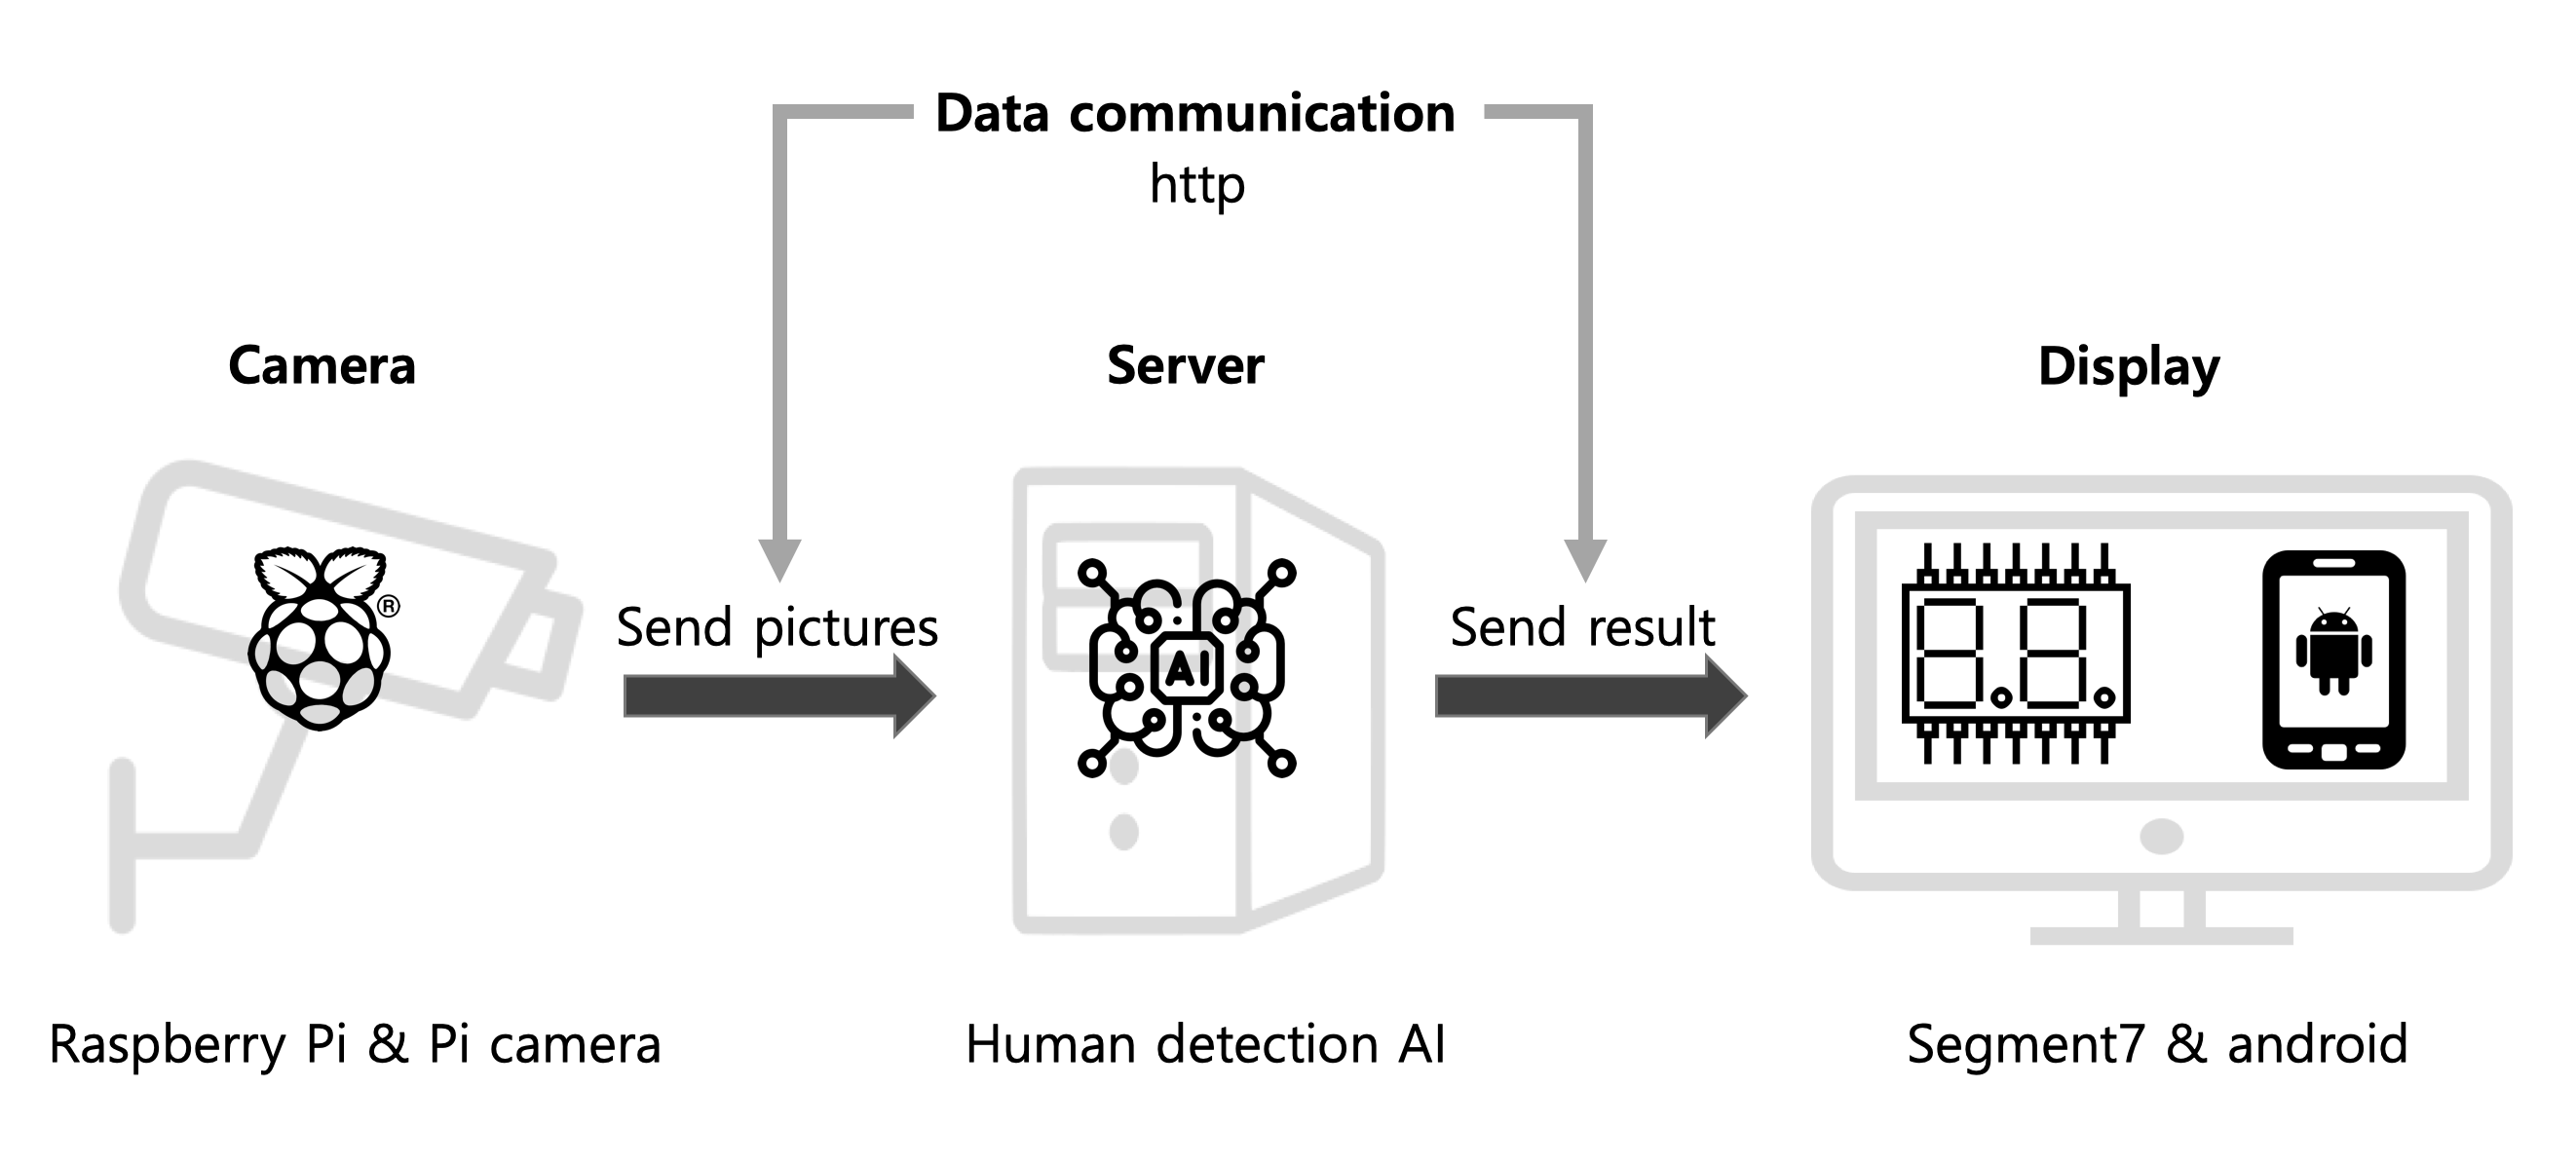 Data communication
http
Camera
Server
Display
®
Send pictures
AI
Send result
Raspberry Pi & Pi camera
Human detection AI
Segment7 & android